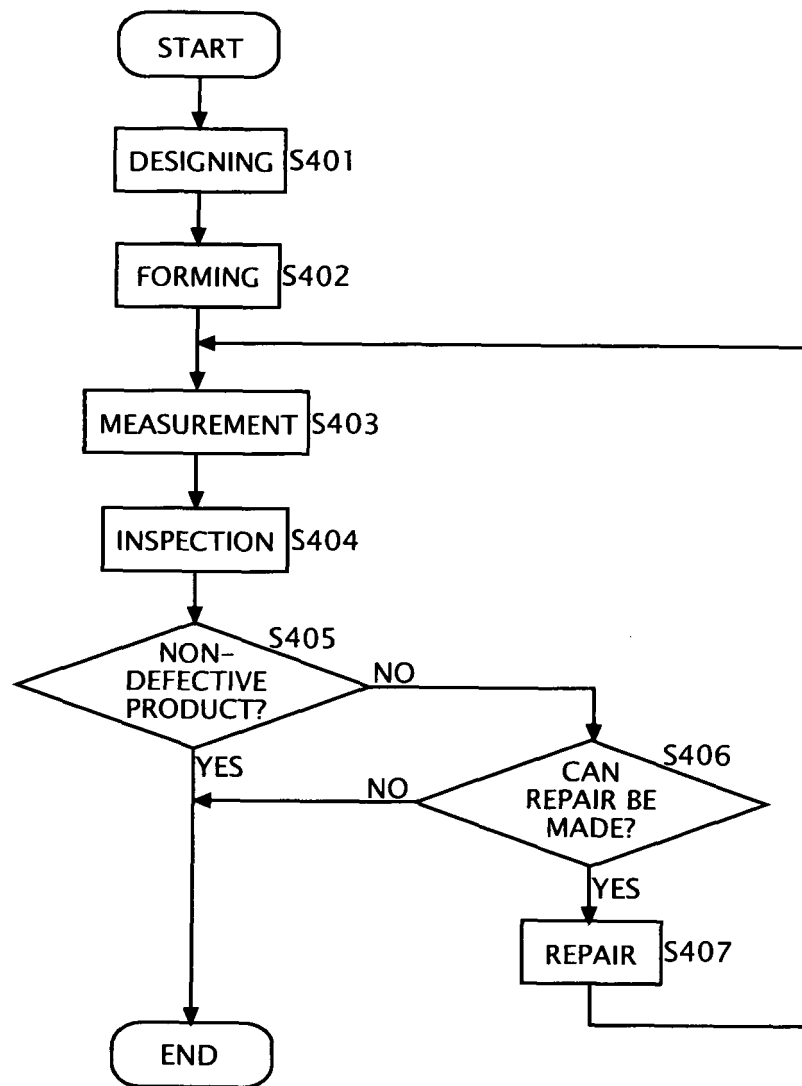 START
DESIGNING S401
FORMING S402
MEASUREMENT S403
INSPECTION S404
S405
NON-
DEFECTIVE
PRODUCT?
NO
YES
S406
CAN
REPAIR BE
MADE?
NO
YES
REPAIR S407
END